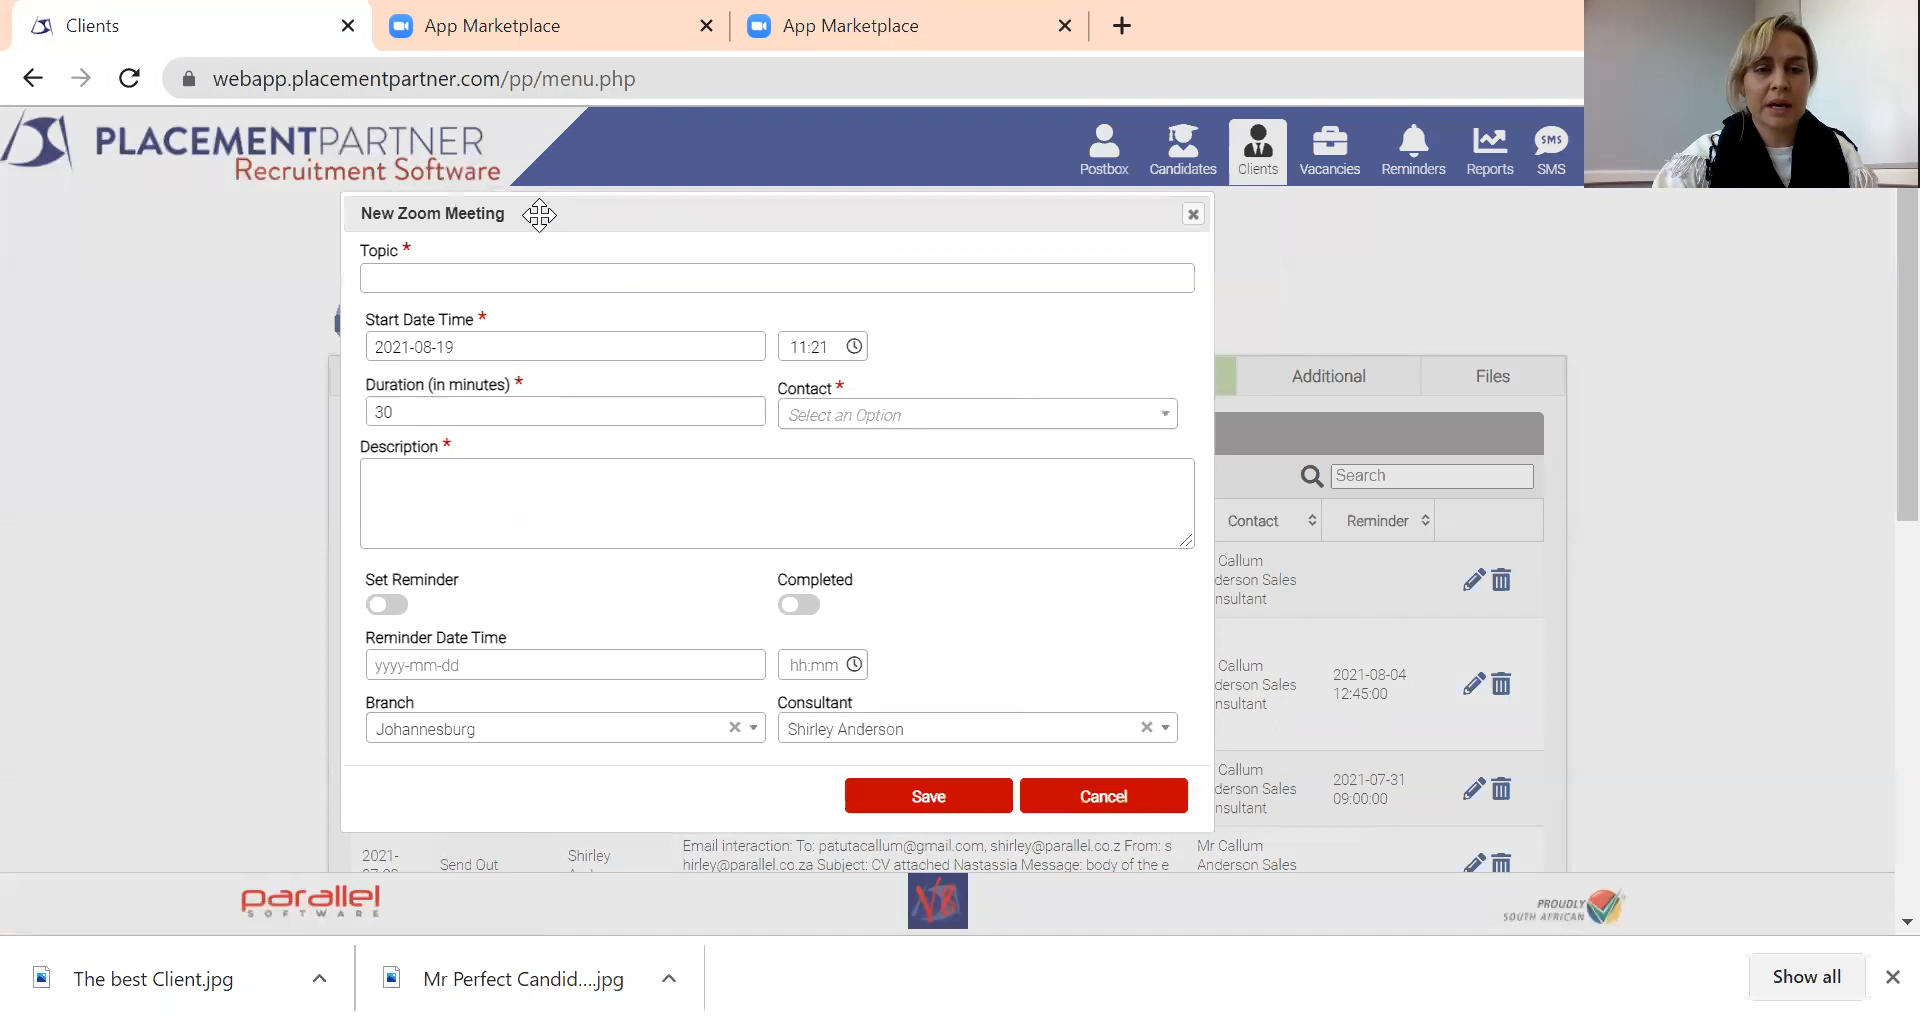 Clients
App Marketplace
App Marketplace
webapp.placementpartner.com/pp/menu.php
PLACEMENTPARTNER
Recruitment Software
Postbox
Candidates
Clients
Vacancies
Reminders
Reports
SMS
SMS
New Zoom Meeting
Topic *
Start Date Time *
2021-08-19
11:21
Duration (in minutes) *
30
Contact *
Select an Option
Description *
Set Reminder
Completed
Reminder Date Time
yyyy-mm-dd
hh:mm
Branch
Johannesburg
Consultant
Shirley Anderson
Save
Cancel
Additional
Files
Search
Contact
Reminder
Callum
derson Sales
nsultant
Callum
derson Sales
nsultant
2021-08-04
12:45:00
Callum
derson Sales
nsultant
2021-07-31
09:00:00
2021-
Send Out
Shirley
Email interaction: To: patutacallum@gmail.com, shirley@parallel.co.z From: s
hirley@parallel.co.za Subject: CV attached Nastassia Message: body of the e
Mr Callum
Anderson Sales
parallel
SOFTWARE
V8
PROUDLY
SOUTH AFRICAN
The best Client.jpg
Mr Perfect Candid....jpg
Show all